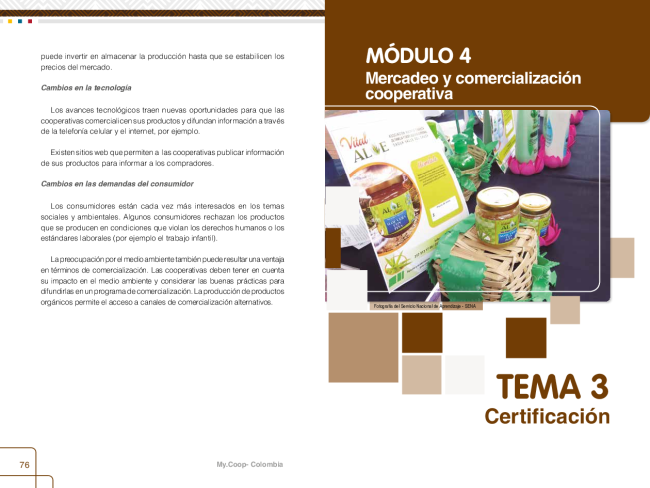 puede invertir en almacenar la producción hasta que se estabilicen los
precios del mercado.
Cambios en la tecnología
Los avances tecnológicos traen nuevas oportunidades para que las
cooperativas comercialicen sus productos y difundan información a través
de la telefonía celular y el internet, por ejemplo.
Existen sitios web que permiten a las cooperativas publicar información
de sus productos para informar a los compradores.
Cambios en las demandas del consumidor
Los consumidores están cada vez más interesados en los temas
sociales y ambientales. Algunos consumidores rechazan los productos
que se producen en condiciones que violan los derechos humanos o los
estándares laborales (por ejemplo el trabajo infantil).
La preocupación por el medio ambiente también puede resultar una ventaja
en términos de comercialización. Las cooperativas deben tener en cuenta
su impacto en el medio ambiente y considerar las buenas prácticas para
difundirlas en un programa de comercialización. La producción de productos
orgánicos permite el acceso a canales de comercialización alternativos.
76
My.Coop- Colombia
MÓDULO 4
Mercadeo y comercialización
cooperativa
Vital
ALOE
ALOE
Fotografía del Servicio Nacional de Aprendizaje - SENA
TEMA 3
Certificación